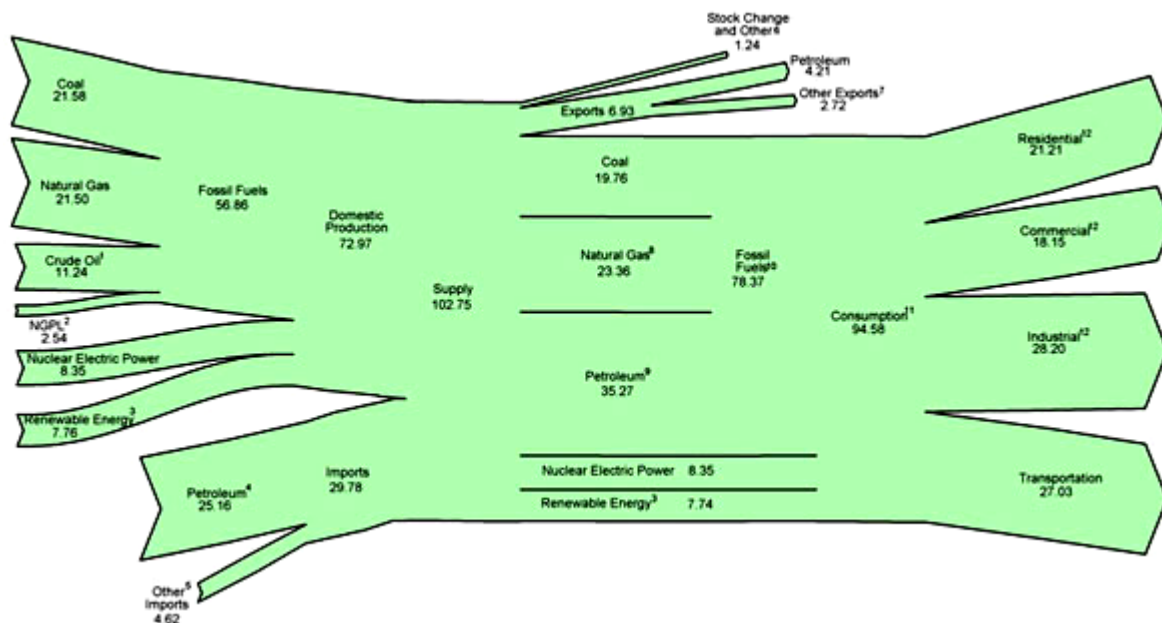 Stock Change
and Other⁶
1.24
Petroleum
4.21
Other Exports⁷
2.72
Exports 6.93
Coal
21.58
Natural Gas
21.50
Crude Oil¹
11.24
NGPL²
2.54
Nuclear Electric Power
8.35
Renewable Energy³
7.76
Fossil Fuels
56.86
Domestic
Production
72.97
Petroleum⁴
25.16
Other⁵
Imports
4.62
Imports
29.78
Supply
102.75
Coal
19.76
Natural Gas⁸
23.36
Petroleum⁹
35.27
Nuclear Electric Power 8.35
Renewable Energy³ 7.74
Fossil
Fuels¹⁰
78.37
Consumption¹¹
94.58
Residential¹²
21.21
Commercial¹²
18.15
Industrial¹²
28.20
Transportation
27.03